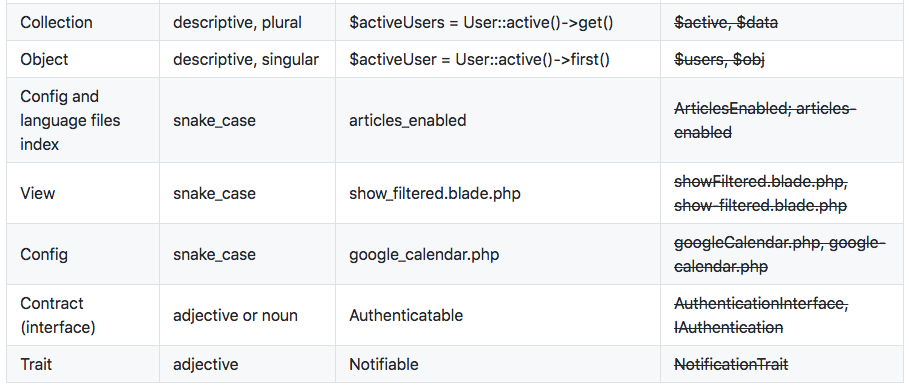 Collection descriptive, plural $activeUsers = User::active()->get() $active, $data
Object descriptive, singular $activeUser = User::active()->first() $users, $obj
Config and
language files
index
snake_case articles_enabled
ArticlesEnabled; articles-
enabled
View snake_case show_filtered.blade.php
showFiltered.blade.php,
show-filtered.blade.php
Config snake_case google_calendar.php
googleCalendar.php, google-
calendar.php
Contract
(interface)
adjective or noun Authenticatable
AuthenticationInterface,
IAuthentication
Trait adjective Notifiable NotificationTrait